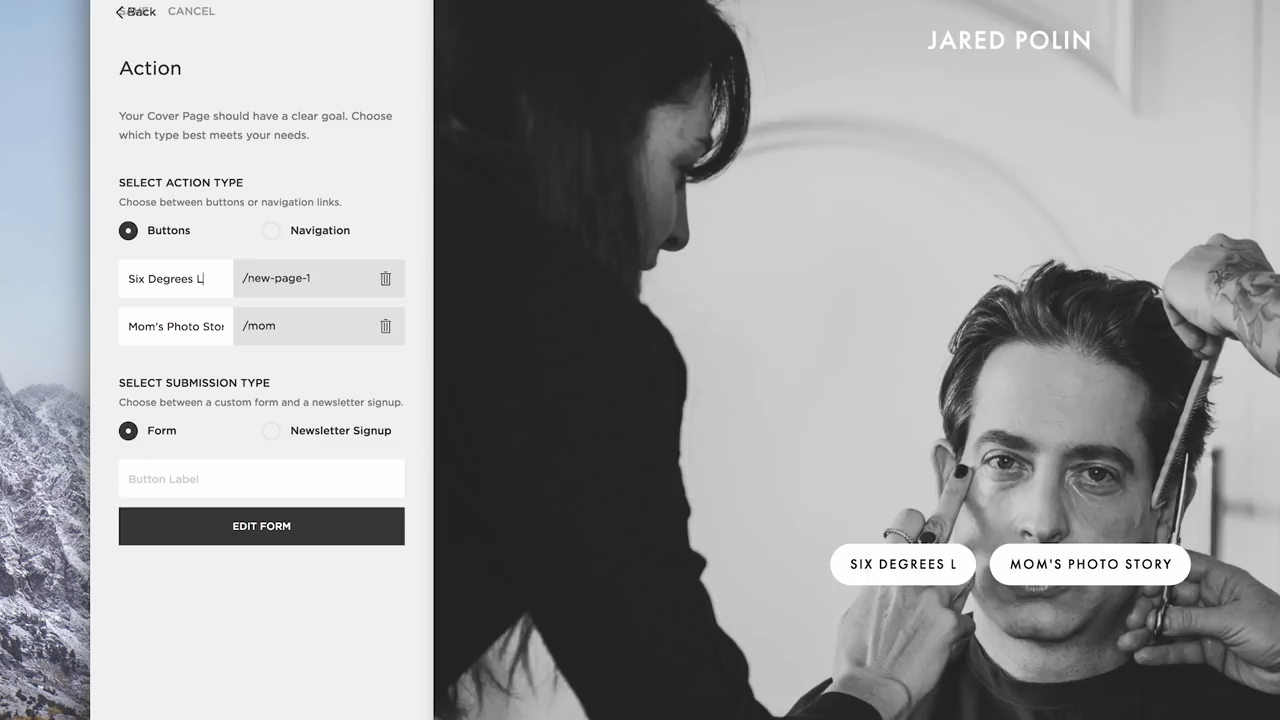 Back
CANCEL
Action
Your Cover Page should have a clear goal. Choose
which type best meets your needs.
SELECT ACTION TYPE
Choose between buttons or navigation links.
Buttons
Navigation
Six Degrees L
/new-page-1
Mom's Photo Stor
/mom
SELECT SUBMISSION TYPE
Choose between a custom form and a newsletter signup.
Form
Newsletter Signup
Button Label
EDIT FORM
JARED POLIN
SIX DEGREES L
MOM'S PHOTO STORY